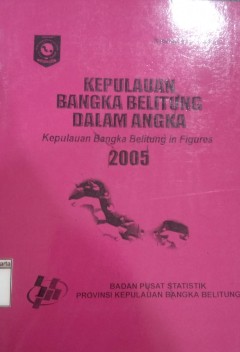 KEPULAUAN
BANGKA BELITUNG
DALAM ANGKA
Kepulauan Bangka Belitung in Figures
2005
BADAN PUSAT STATISTIK
PROVINSI KEPULAUAN BANGKA BELITUNG